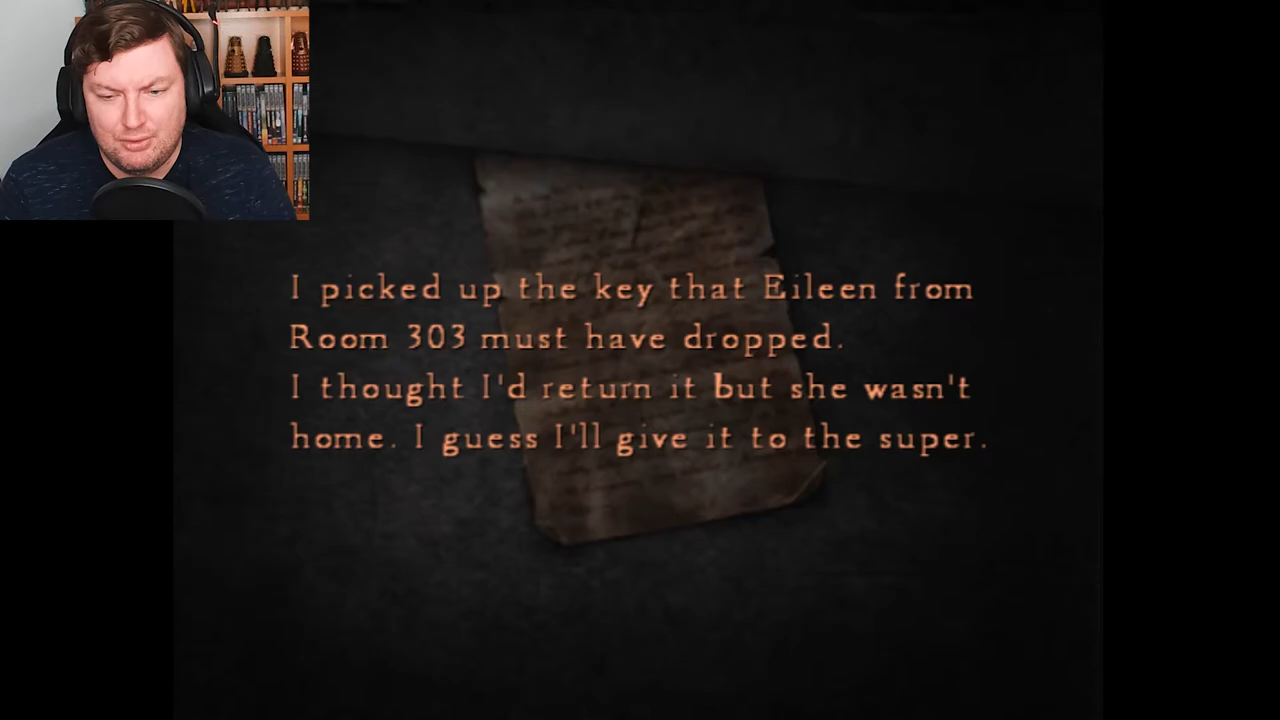 I picked up the key that Eileen from
Room 303 must have dropped.
I thought I'd return it but she wasn't
home. I guess I'll give it to the super.